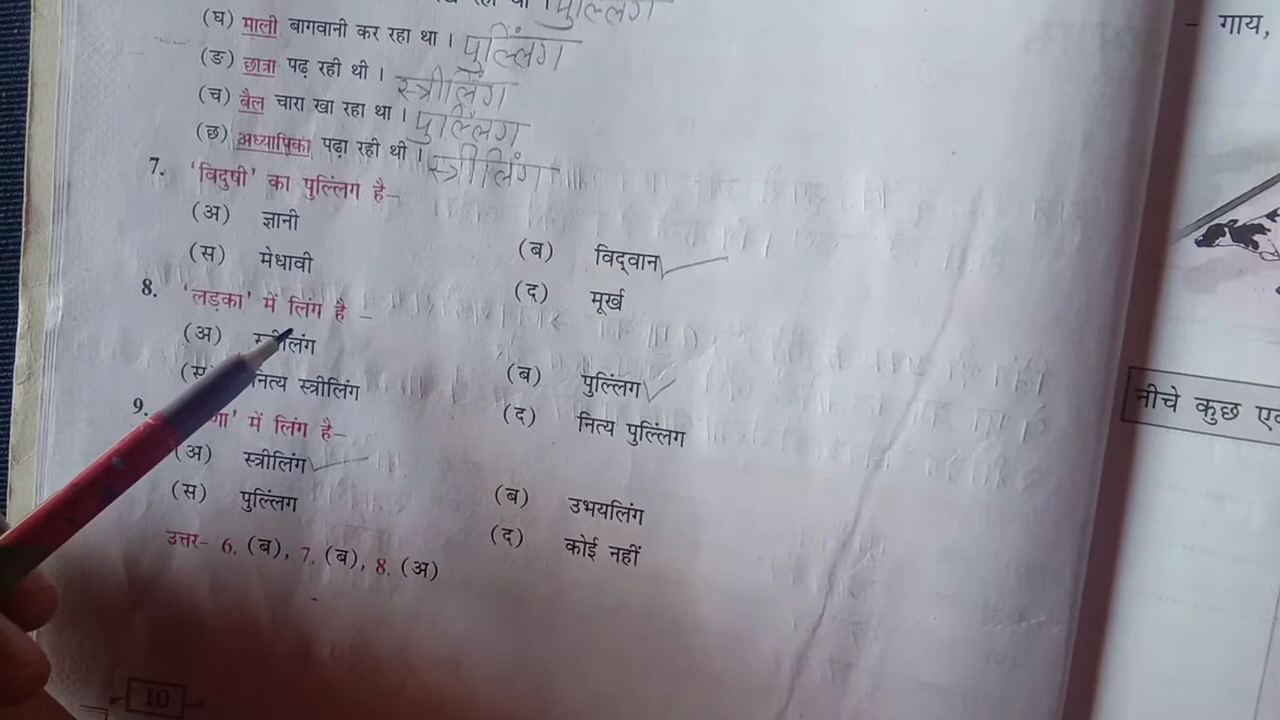 पुल्लिंग
(घ) माली बागवानी कर रहा था । पुल्लिंग
(ङ) छात्रा पढ़ रही थी । स्त्रीलिंग
(च) बैल चारा खा रहा था । पुल्लिंग
(छ) अध्यापिका पढ़ा रही थी । स्त्रीलिंग
7. 'विदुषी' का पुल्लिंग है–
(अ) ज्ञानी
(ब) विद्वान
(स) मेधावी
(द) मूर्ख
8. 'लड़का' में लिंग है –
(अ) स्त्रीलिंग
(ब) पुल्लिंग
(स) नित्य स्त्रीलिंग
(द) नित्य पुल्लिंग
9. में लिंग है–
(अ) स्त्रीलिंग
(ब) उभयलिंग
(स) पुल्लिंग
(द) कोई नहीं
उत्तर– 6. (ब), 7. (ब), 8. (अ)
10
– गाय,
नीचे कुछ